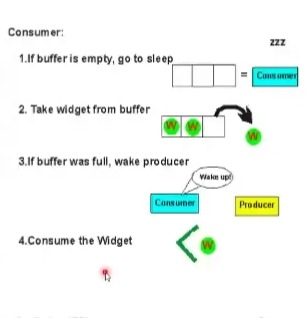 Consumer:
zzz
1.If buffer is empty, go to sleep
= Consumer
2. Take widget from buffer
W W
W
3.If buffer was full, wake producer
Wake up!
Consumer Producer
4.Consume the Widget
W